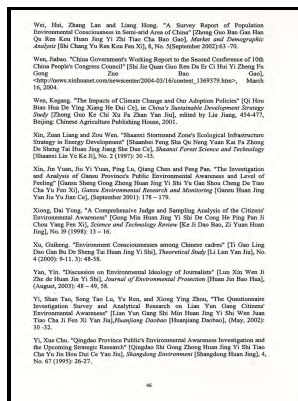 Wei, Hui, Zhang Lan and Liang Hong. "A Survey Report of Population
Environmental Consciousness in Semi-arid Area of China" [Zhong Guo Ban Gan Han
Qu Ren Kou Huan Jing Yi Zhi Tiao Cha Bao Gao], Market and Demographic
Analysis [Shi Chang Yu Ren Kou Fen Xi], 8, No. 5(September 2002):63 -70.
Wen, Jiabao. "China Government's Working Report to the Second Conference of 10th
China People's Congress Council" [Shi Jie Quan Guo Ren Da Er Ci Hui Yi Zheng Fu
Gong Zuo Bao Gao],
<http://news.xinhuanet.com/newscenter/2004-03/16/content_1369379.htm>, March
16, 2004.
Wen, Kegang. "The Impacts of Climate Change and Our Adoption Policies" [Qi Hou
Bian Hua De Ying Xiang He Dui Ce], in China's Sustainable Development Strategy
Study [Zhong Guo Ke Chi Xu Fa Zhan Yan Jiu], edited by Liu Jiang, 454-477,
Beijing: Chinese Agriculture Publishing House, 2001.
Xin, Zuan Liang and Zou Wen. "Shaanxi Stormsand Zone's Ecological Infrastructure
Strategy in Energy Development" [Shaanbei Feng Sha Qu Neng Yuan Kai Fa Zhong
De Sheng Tai Huan Jing Jiang She Due Ce], Shaanxi Forest Science and Technology
[Shaanxi Lin Ye Ke Ji], No. 2 (1997): 30 -33.
Xin, Jin Yuan, Jiu Yi Yuan, Ping Lu, Qiang Chen and Feng Pan. "The Investigation
and Analysis of Gansu Province's Public Environmental Awareness and Level of
Feeling" [Gansu Sheng Gong Zhong Huan Jing Yi Shi Yu Gan Shou Cheng De Tiao
Cha Yu Fen Xi], Gansu Environmental Research and Monitoring [Gansu Huan Jing
Yan Jiu Yu Jian Ce], (September 2001): 178 – 179.
Xiong, Dai Yong. "A Comprehensive Judge and Sampling Analysis of the Citizens'
Environmental Awareness" [Gong Min Huan Jing Yi Shi De Cong He Ping Fen Ji
Chou Yang Fen Xi], Science and Technology Review [Ke Ji Dao Bao, Zi Yuan Huan
Jing], No. 19 (1998): 13 – 16.
Xu, Guiheng. "Environment Consciousnesses among Chinese cadres" [Ti Gao Ling
Dao Gan Bu De Sheng Tai Huan Jing Yi Shi], Theoretical Study [Li Lun Yan Jiu], No.
4 (2000): 9-11. 3): 48-58.
Yan, Yin. "Discussion on Environmental Ideology of Journalists" [Lun Xin Wen Ji
Zhe de Huan Jing Yi Shi], Journal of Environmental Protection [Huan Jin Bao Hua],
(August, 2003): 48 – 49, 58.
Yi, Shan Tao, Song Tao Lu, Yu Ren, and Xiong Ying Zhou, "The Questionnaire
Investigation Survey and Analytical Research on Lian Yun Gang Citizens'
Environmental Awareness" [Lian Yun Gang Shi Min Huan Jing Yi Shi Wen Juan
Tiao Cha Ji Fen Xi Yan Jiu],Huanjing Daobao [Huanjing Daobao], (May, 2002):
30 -32.
Yi, Xue Chu. "Qingdao Province Public's Environmental Awareness Investigation and
the Upcoming Strategic Research" [Qingdao Shi Gong Zhong Huan Jing Yi Shi Tiao
Cha Yu Jin Hou Dui Ce Yan Jiu], Shangdong Environment [Shangdong Huan Jing], 4,
No. 67 (1995): 26-27.
46